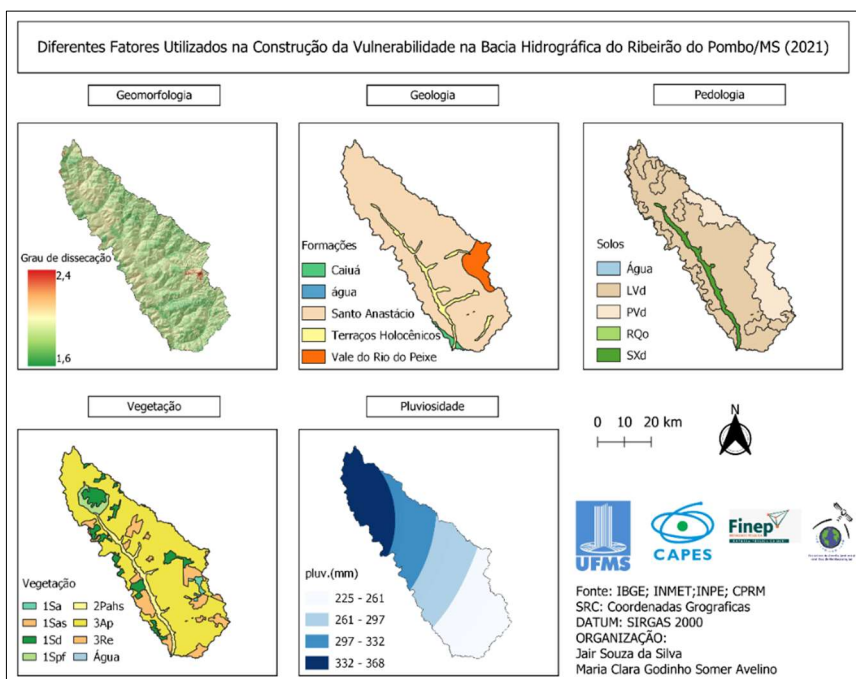 Diferentes Fatores Utilizados na Construção da Vulnerabilidade na Bacia Hidrográfica do Ribeirão do Pombo/MS (2021)
Geomorfologia
Grau de dissecação
2,4
1,6
Geologia
Formações
Caiuá
água
Santo Anastácio
Terraços Holocênicos
Vale do Rio do Peixe
Pedologia
Solos
Água
LVd
PVd
RQo
SXd
Vegetação
Vegetação
1Sa
1Sas
1Sd
1Spf
2Pahs
3Ap
3Re
Água
Pluviosidade
pluv.(mm)
225 - 261
261 - 297
297 - 332
332 - 368
0 10 20 km
N
UFMS
CAPES
Finep
Fonte: IBGE; INMET;INPE; CPRM
SRC: Coordenadas Grograficas
DATUM: SIRGAS 2000
ORGANIZAÇÃO:
Jair Souza da Silva
Maria Clara Godinho Somer Avelino